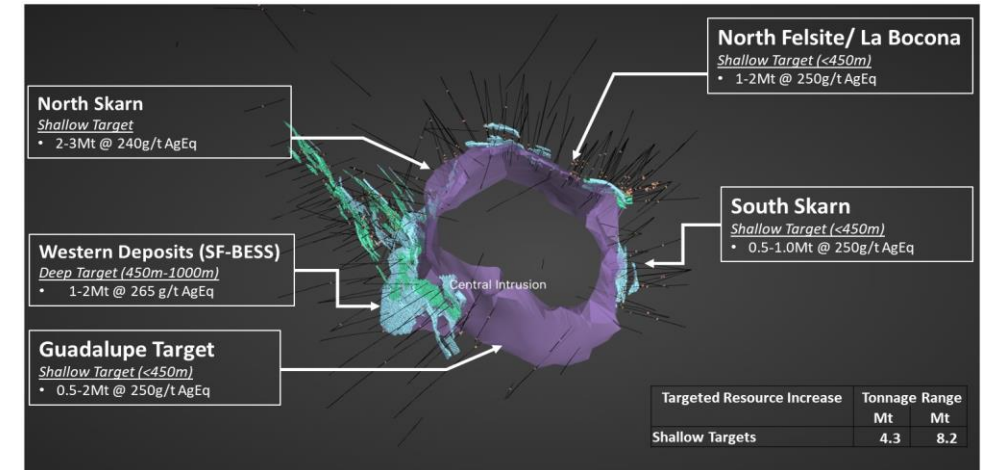 North Felsite/ La Bocona
Shallow Target (<450m)
• 1-2Mt @ 250g/t AgEq
North Skarn
Shallow Target
• 2-3Mt @ 240g/t AgEq
South Skarn
Shallow Target (<450m)
• 0.5-1.0Mt @ 250g/t AgEq
Western Deposits (SF-BESS)
Deep Target (450m-1000m)
• 1-2Mt @ 265 g/t AgEq
Central Intrusion
Guadalupe Target
Shallow Target (<450m)
• 0.5-2Mt @ 250g/t AgEq
Targeted Resource Increase Tonnage Range
Mt Mt
Shallow Targets 4.3 8.2